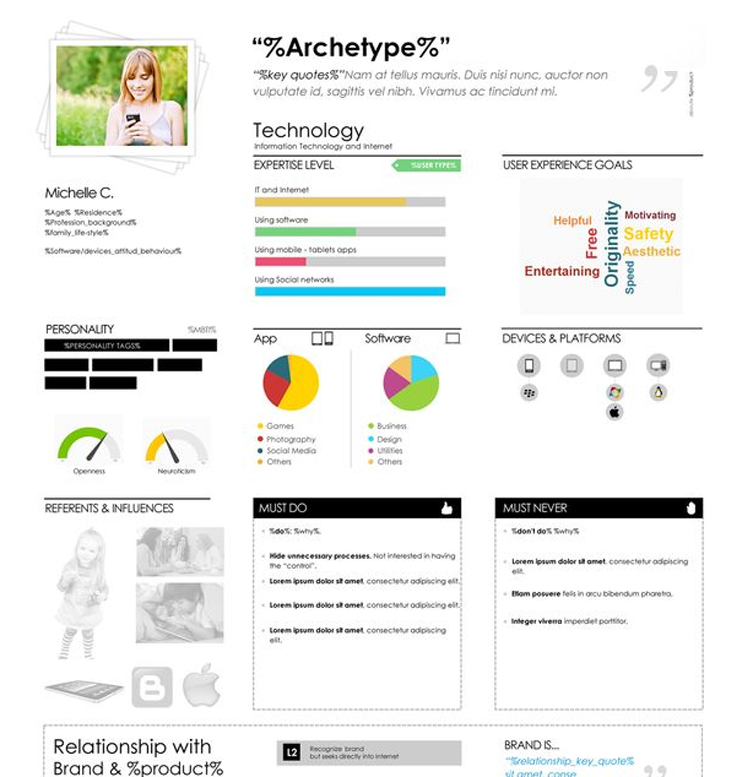 “%Archetype%”
“%key quotes%”Nam at tellus mauris. Duis nisi nunc, auctor non
vulputate id, sagittis vel nibh. Vivamus ac tincidunt mi.
Technology
Information Technology and Internet
EXPERTISE LEVEL
%USER TYPE%
IT and Internet
Using software
Using mobile - tablets apps
Using Social networks
USER EXPERIENCE GOALS
Helpful
Motivating
Free
Originality
Safety
Aesthetic
Entertaining
Speed
Michelle C.
%Age% %Residence%
%Profession_background%
%family_life-style%
%Software/devices_attitud_behaviour%
PERSONALITY
%MBTI%
%PERSONALITY TAGS%
Openness
Neuroticism
App
Software
Games
Photography
Social Media
Others
Business
Design
Utilities
Others
DEVICES & PLATFORMS
REFERENTS & INFLUENCES
MUST DO
%do%: %why%.
Hide unnecessary processes. Not interested in having
the “control”.
Lorem ipsum dolor sit amet, consectetur adipiscing elit.
Lorem ipsum dolor sit amet, consectetur adipiscing elit.
Lorem ipsum dolor sit amet, consectetur adipiscing
elit.
MUST NEVER
%don't do% %why%
Lorem ipsum dolor sit amet, consectetur adipiscing
elit.
Etiam posuere felis in arcu bibendum pharetra.
Integer viverra imperdiet porttitor.
Relationship with
Brand & %product%
L2
Recognize brand
but seeks directly into Internet
BRAND IS...
“%relationship_key_quote%
sit amet, conse